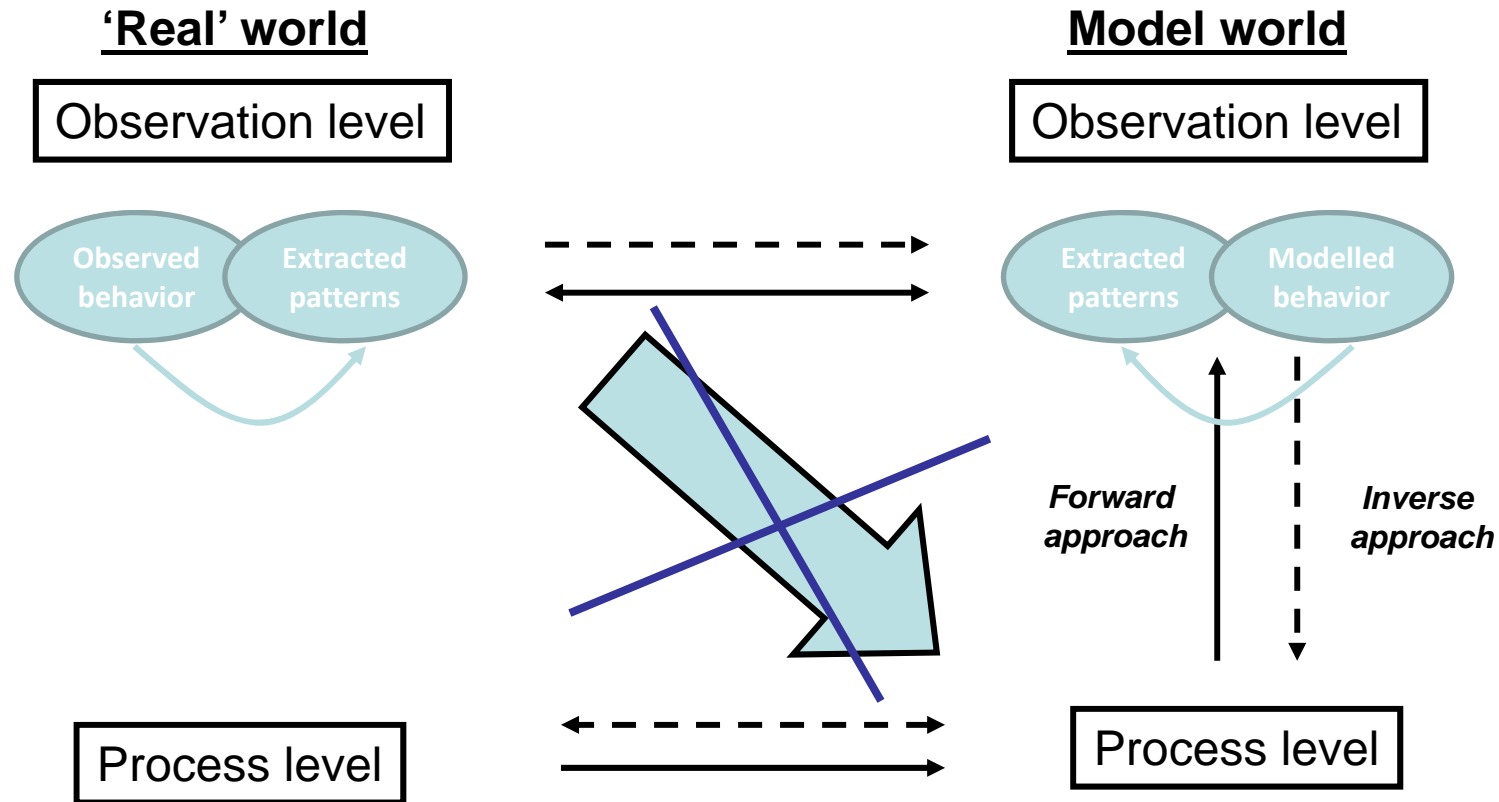 ‘Real’ world
Model world
Observation level
Observation level
Observed
behavior
Extracted
patterns
Extracted
patterns
Modelled
behavior
Forward
approach
Inverse
approach
Process level
Process level